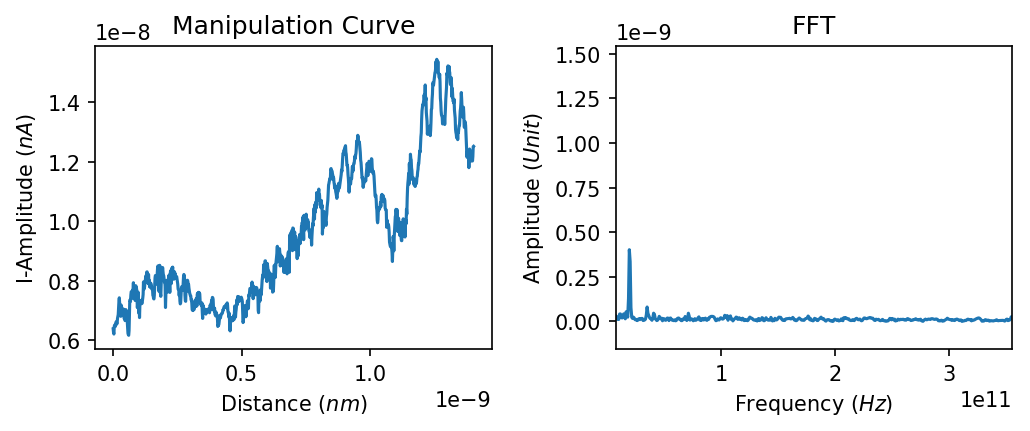 Manipulation Curve
1e−8
I-Amplitude (nA)
1.4
1.2
1.0
0.8
0.6
0.0 0.5 1.0
1e−9
Distance (nm)
FFT
1e−9
Amplitude (Unit)
1.50
1.25
1.00
0.75
0.50
0.25
0.00
1 2 3
1e11
Frequency (Hz)